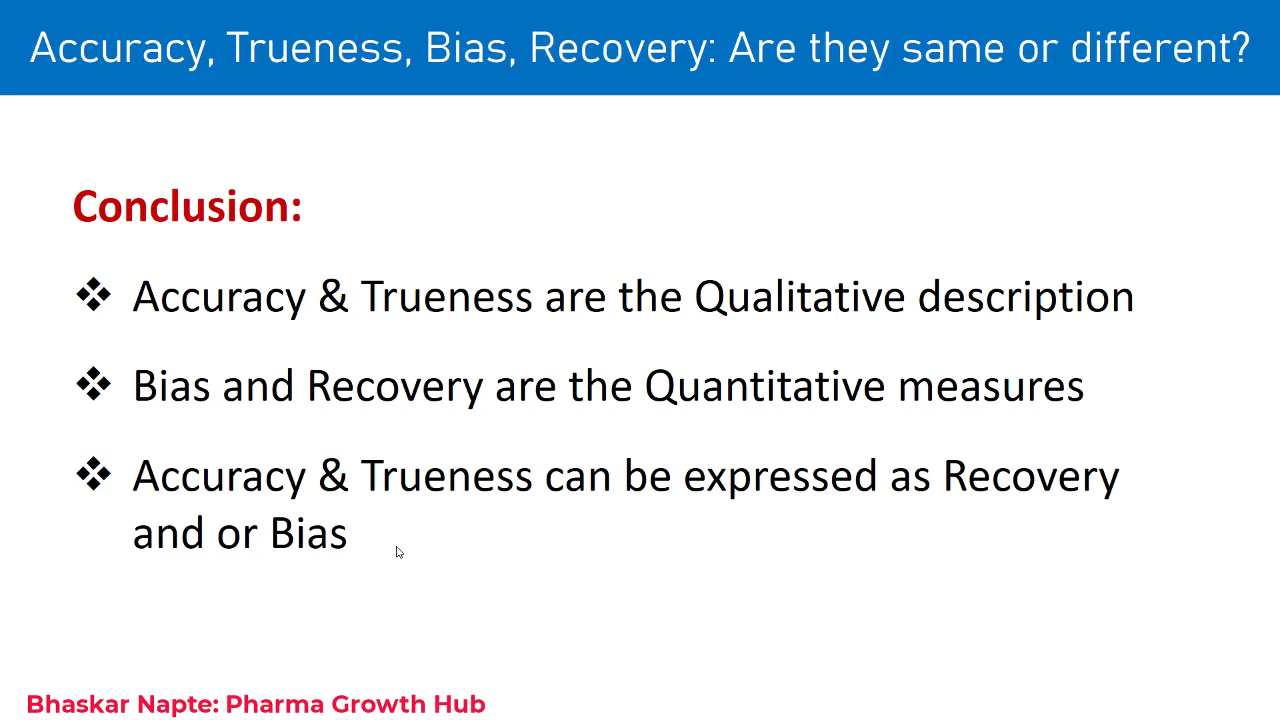 Accuracy, Trueness, Bias, Recovery: Are they same or different?
Conclusion:
❖ Accuracy & Trueness are the Qualitative description
❖ Bias and Recovery are the Quantitative measures
❖ Accuracy & Trueness can be expressed as Recovery
and or Bias
Bhaskar Napte: Pharma Growth Hub